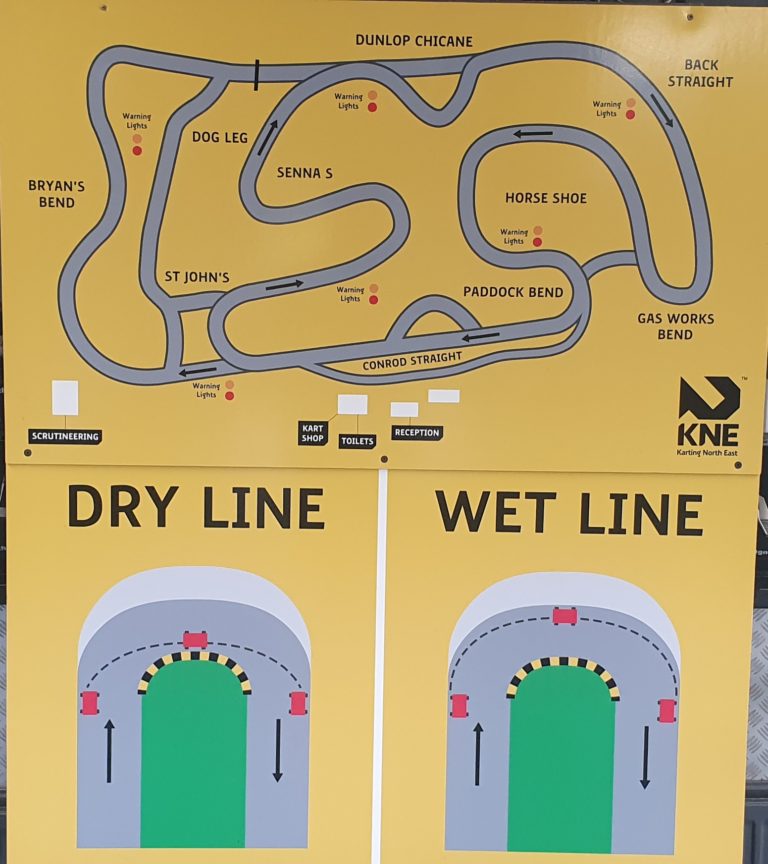 DUNLOP CHICANE
BACK
STRAIGHT
Warning
Lights
Warning
Lights
Warning
Lights
DOG LEG
SENNA S
BRYAN'S
BEND
HORSE SHOE
Warning
Lights
ST JOHN'S
Warning
Lights
PADDOCK BEND
GAS WORKS
BEND
CONROD STRAIGHT
Warning
Lights
SCRUTINEERING
KART
SHOP
TOILETS
RECEPTION
TM
KNE
Karting North East
DRY LINE
WET LINE